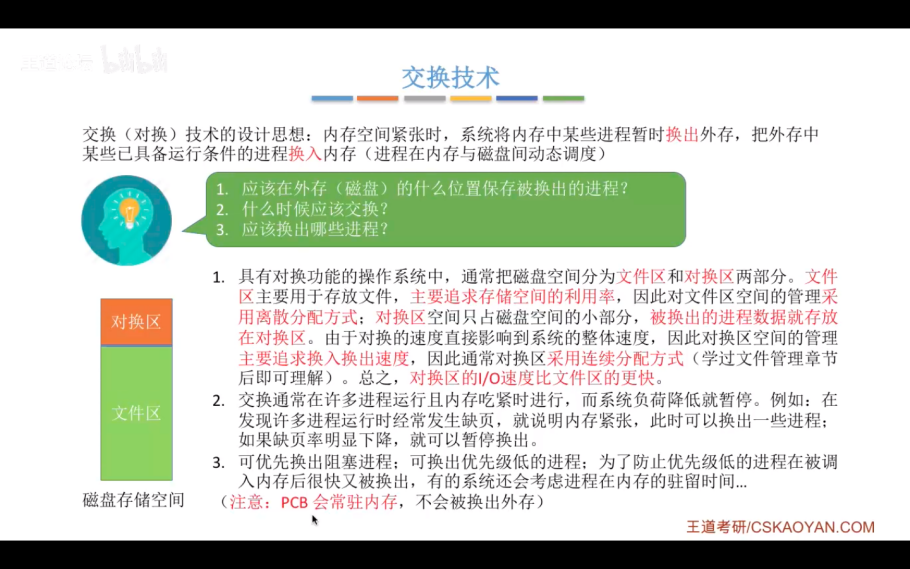 交换技术
交换（对换）技术的设计思想：内存空间紧张时，系统将内存中某些进程暂时换出外存，把外存中
某些已具备运行条件的进程换入内存（进程在内存与磁盘间动态调度）
1. 应该在外存（磁盘）的什么位置保存被换出的进程？
2. 什么时候应该交换？
3. 应该换出哪些进程？
1. 具有对换功能的操作系统中，通常把磁盘空间分为文件区和对换区两部分。文件
区主要用于存放文件，主要追求存储空间的利用率，因此对文件区空间的管理采
用离散分配方式；对换区空间只占磁盘空间的小部分，被换出的进程数据就存放
在对换区。由于对换的速度直接影响到系统的整体速度，因此对换区空间的管理
主要追求换入换出速度，因此通常对换区采用连续分配方式（学过文件管理章节
后即可理解）。总之，对换区的I/O速度比文件区的更快。
2. 交换通常在许多进程运行且内存吃紧时进行，而系统负荷降低就暂停。例如：在
发现许多进程运行时经常发生缺页，就说明内存紧张，此时可以换出一些进程；
如果缺页率明显下降，就可以暂停换出。
3. 可优先换出阻塞进程；可换出优先级低的进程；为了防止优先级低的进程在被调
入内存后很快又被换出，有的系统还会考虑进程在内存的驻留时间…
（注意：PCB 会常驻内存，不会被换出外存）
对换区
文件区
磁盘存储空间
王道考研/CSKAOYAN.COM